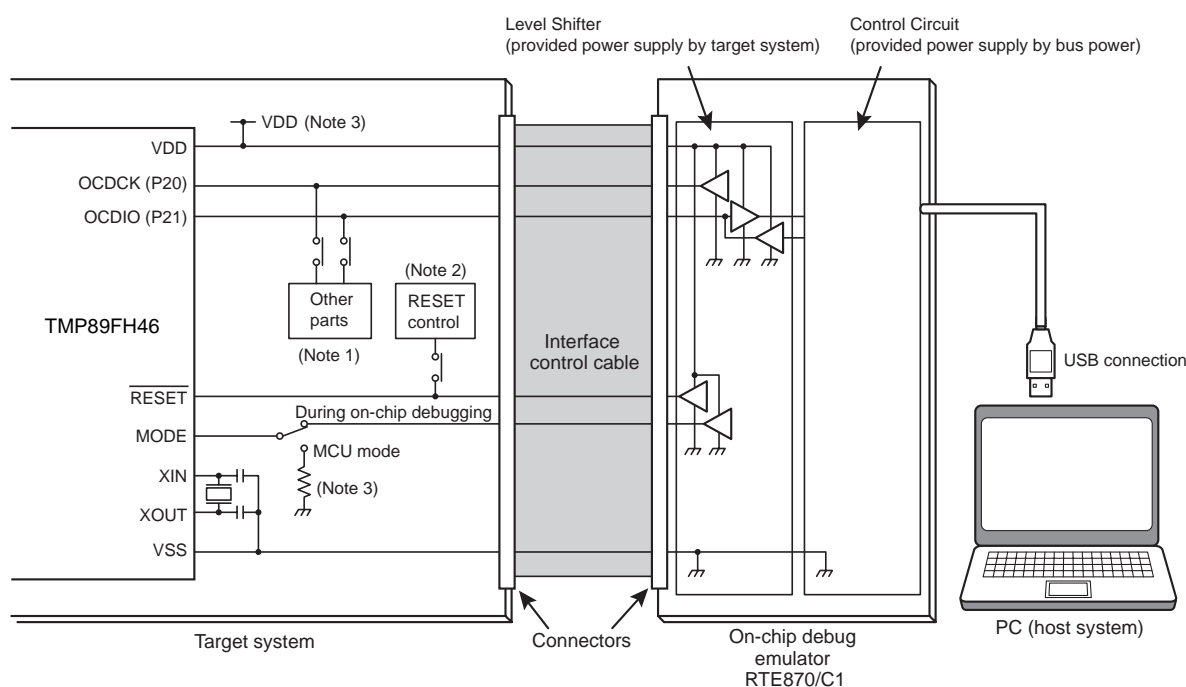 Level Shifter
(provided power supply by target system)
Control Circuit
(provided power supply by bus power)
VDD (Note 3)
VDD
OCDCK (P20)
OCDIO (P21)
(Note 2)
Other
parts
RESET
control
TMP89FH46
(Note 1)
Interface
control cable
USB connection
RESET
During on-chip debugging
MODE
MCU mode
XIN
(Note 3)
XOUT
VSS
Target system
Connectors
On-chip debug
emulator
RTE870/C1
PC (host system)